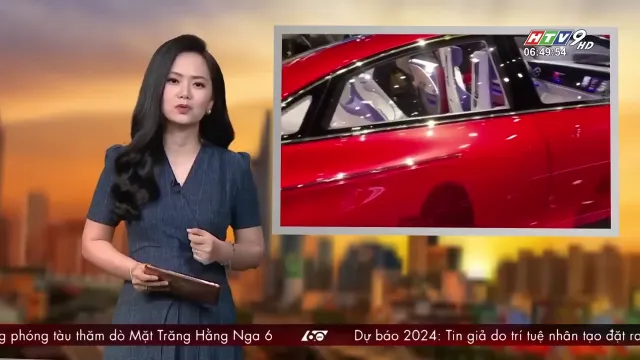 HTV9 HD
06:49:54
g phóng tàu thăm dò Mặt Trăng Hằng Nga 6
60
Dự báo 2024: Tin giả do trí tuệ nhân tạo đặt ra